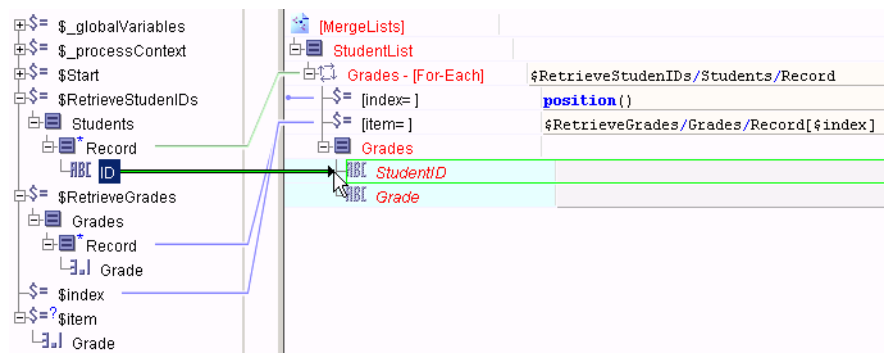 $_globalVariables
$_processContext
$Start
$RetrieveStudenIDs
Students
Record
ID
$RetrieveGrades
Grades
Record
Grade
$index
$item
Grade
[MergeLists]
StudentList
Grades - [For-Each] $RetrieveStudenIDs/Students/Record
[index= ] position()
[item= ] $RetrieveGrades/Grades/Record[$index]
Grades
StudentID
Grade